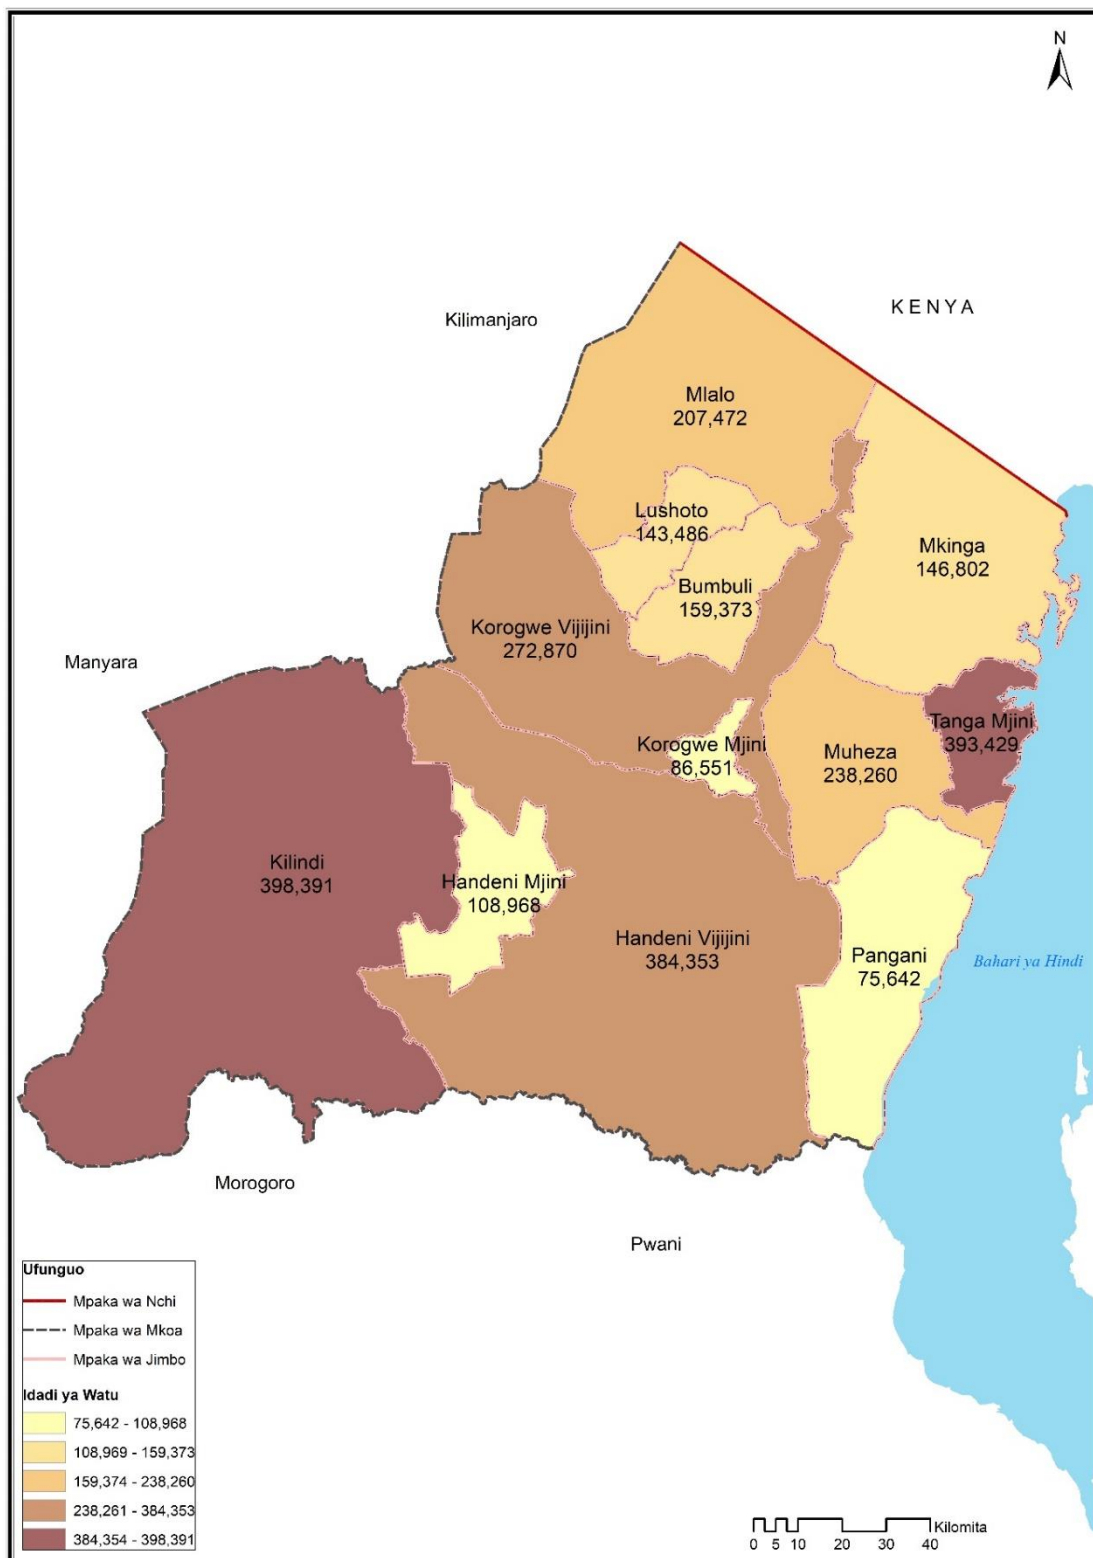 N
KENYA
Kilimanjaro
Mlalo
207,472
Lushoto
143,486
Mkinga
146,802
Bumbuli
159,373
Korogwe Vijijini
272,870
Manyara
Tanga Mjini
393,429
Korogwe Mjini
86,551
Muheza
238,260
Kilindi
398,391
Handeni Mjini
108,968
Handeni Vijijini
384,353
Pangani
75,642
Bahari ya Hindi
Morogoro
Pwani
Ufunguo
Mpaka wa Nchi
Mpaka wa Mkoa
Mpaka wa Jimbo
Idadi ya Watu
75,642 - 108,968
108,969 - 159,373
159,374 - 238,260
238,261 - 384,353
384,354 - 398,391
Kilomita
0 5 10 20 30 40